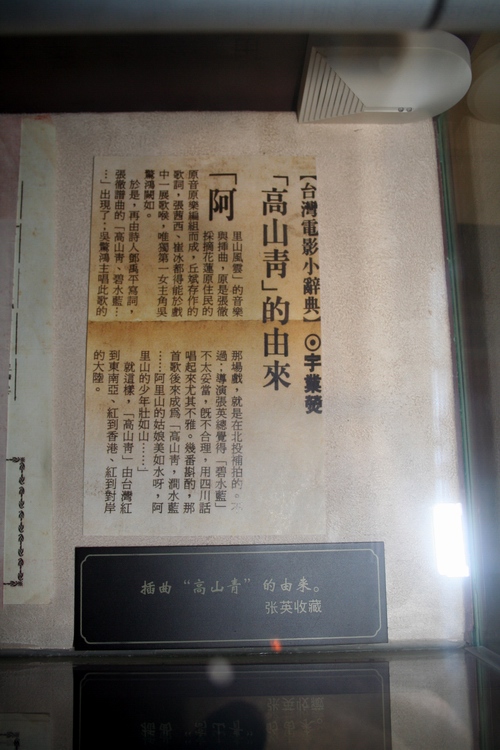 【台灣電影小辭典】⊙宇業熒
「高山靑」的由來
「阿
里山風雲」的音樂
與挿曲，原是張徹
採擷花蓮原住民的
原音原樂編組而成，丘斌存作的
歌詞，張茜西、崔冰都得能於戲
中一展歌喉，唯獨第一女主角吳
驚鴻闕如。
於是，再由詩人鄧禹平寫詞，
張徹譜曲的「高山靑、碧水藍…
…」出現了；吳驚鴻主唱此歌的
那場戲，就是在北投補拍的。
過；導演張英總覺得「碧水藍」
不太妥當，旣不合理，用四川話
唱起來尤其不雅。幾番斟酌，那
首歌後來成爲「高山靑，澗水藍
……阿里山的姑娘美如水呀，阿
里山的少年壯如山……」
就這樣，「高山靑」由台灣紅
到東南亞、紅到香港、紅到對岸
的大陸。
插曲“高山青”的由来。
张英收藏